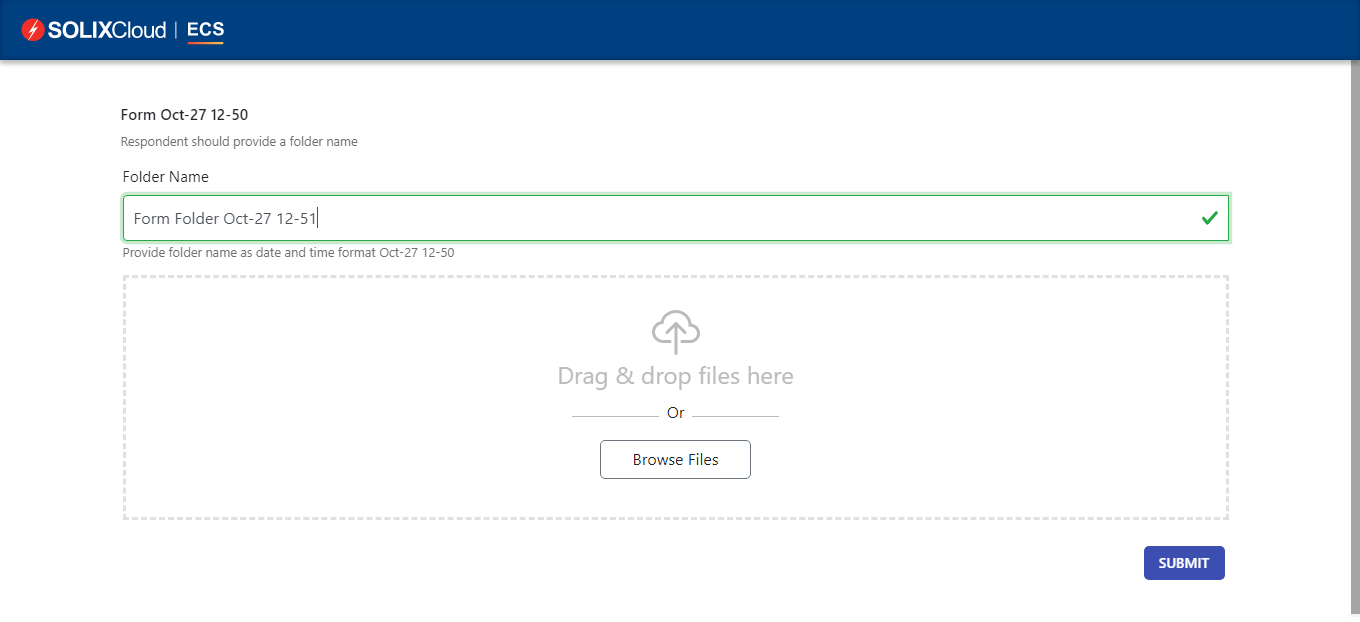 SOLIXCloud | ECS
Form Oct-27 12-50
Respondent should provide a folder name
Folder Name
Form Folder Oct-27 12-51
Provide folder name as date and time format Oct-27 12-50
Drag & drop files here
Or
Browse Files
SUBMIT